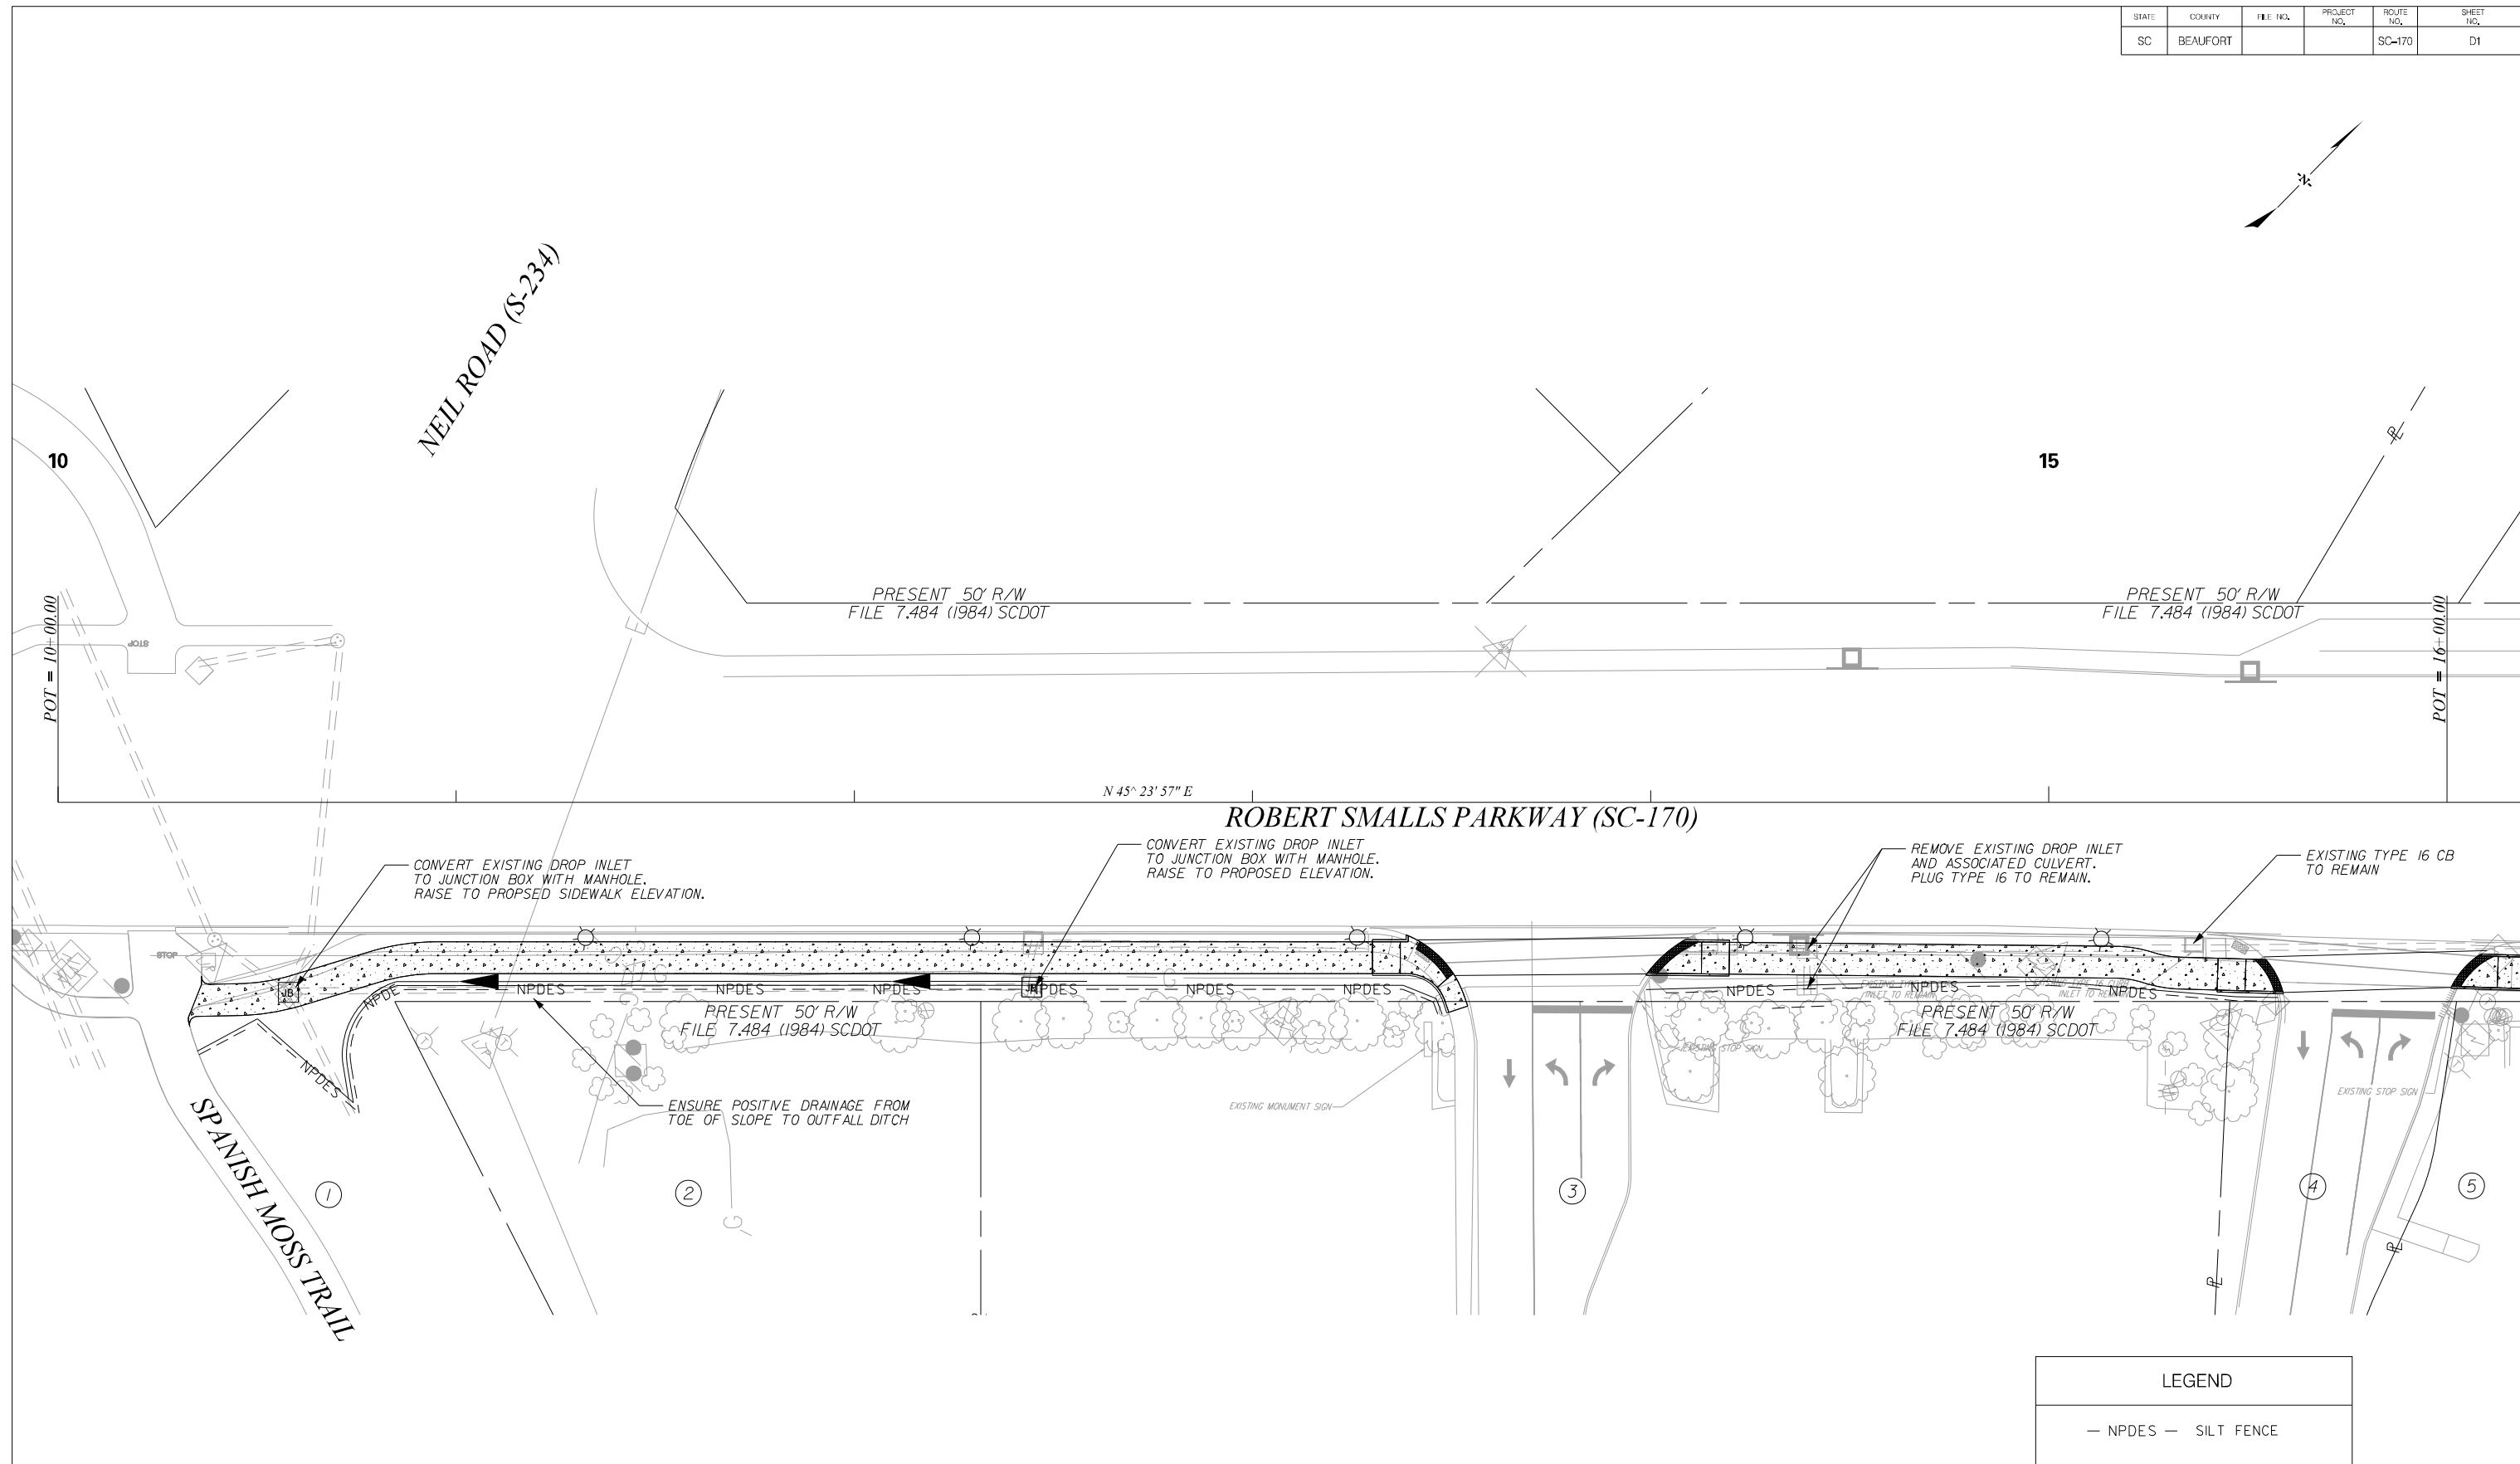 STATE COUNTY FILE NO. PROJECT NO. ROUTE NO. SHEET NO.
SC BEAUFORT SC-170 D1
N
NEIL ROAD (S-234)
10
15
PL
PRESENT 50' R/W
FILE 7.484 (1984) SCDOT
PRESENT 50' R/W
FILE 7.484 (1984) SCDOT
POT = 10+00.00
STOP
POT = 16+00.00
N 45^ 23' 57" E
ROBERT SMALLS PARKWAY (SC-170)
CONVERT EXISTING DROP INLET
TO JUNCTION BOX WITH MANHOLE.
RAISE TO PROPSED SIDEWALK ELEVATION.
CONVERT EXISTING DROP INLET
TO JUNCTION BOX WITH MANHOLE.
RAISE TO PROPOSED ELEVATION.
REMOVE EXISTING DROP INLET
AND ASSOCIATED CULVERT.
PLUG TYPE 16 TO REMAIN.
EXISTING TYPE 16 CB
TO REMAIN
STOP
JB
NPDE
NPDES
NPDES
NPDES
JB
NPDES
NPDES
NPDES
NPDES
NPDES
NPDES
INLET TO REMAIN
PRESENT 50' R/W
FILE 7.484 (1984) SCDOT
PRESENT 50' R/W
FILE 7.484 (1984) SCDOT
EXISTING STOP SIGN
NPDES
ENSURE POSITIVE DRAINAGE FROM
TOE OF SLOPE TO OUTFALL DITCH
EXISTING MONUMENT SIGN
EXISTING STOP SIGN
SPANISH MOSS TRAIL
1
2
3
4
5
PL
PL
LEGEND
— NPDES — SILT FENCE